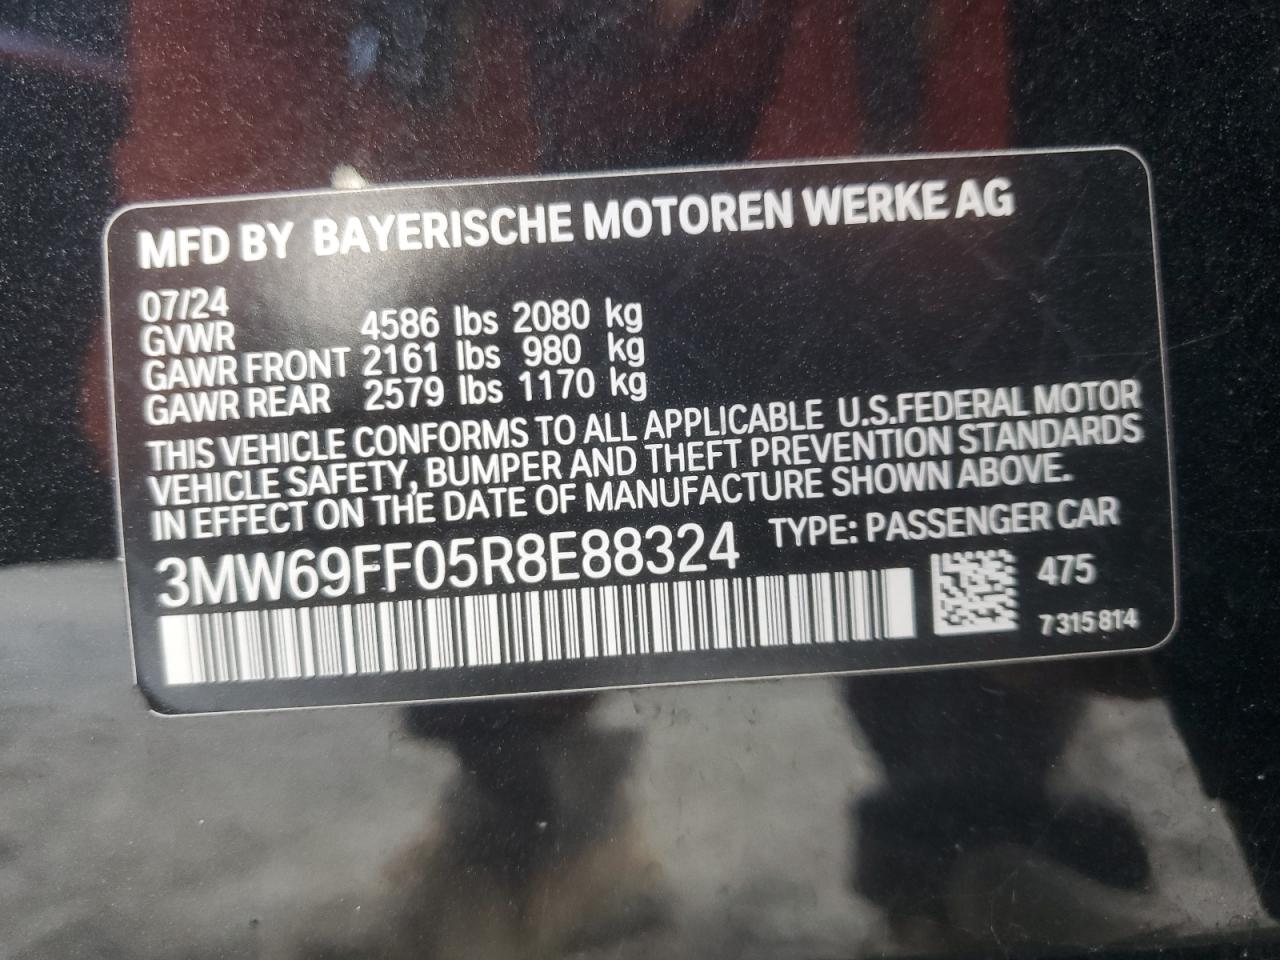 MFD BY BAYERISCHE MOTOREN WERKE AG
07/24
GVWR 4586 lbs 2080 kg
GAWR FRONT 2161 lbs 980 kg
GAWR REAR 2579 lbs 1170 kg
THIS VEHICLE CONFORMS TO ALL APPLICABLE U.S.FEDERAL MOTOR
VEHICLE SAFETY, BUMPER AND THEFT PREVENTION STANDARDS
IN EFFECT ON THE DATE OF MANUFACTURE SHOWN ABOVE.
3MW69FF05R8E88324 TYPE: PASSENGER CAR
475
7 315 814